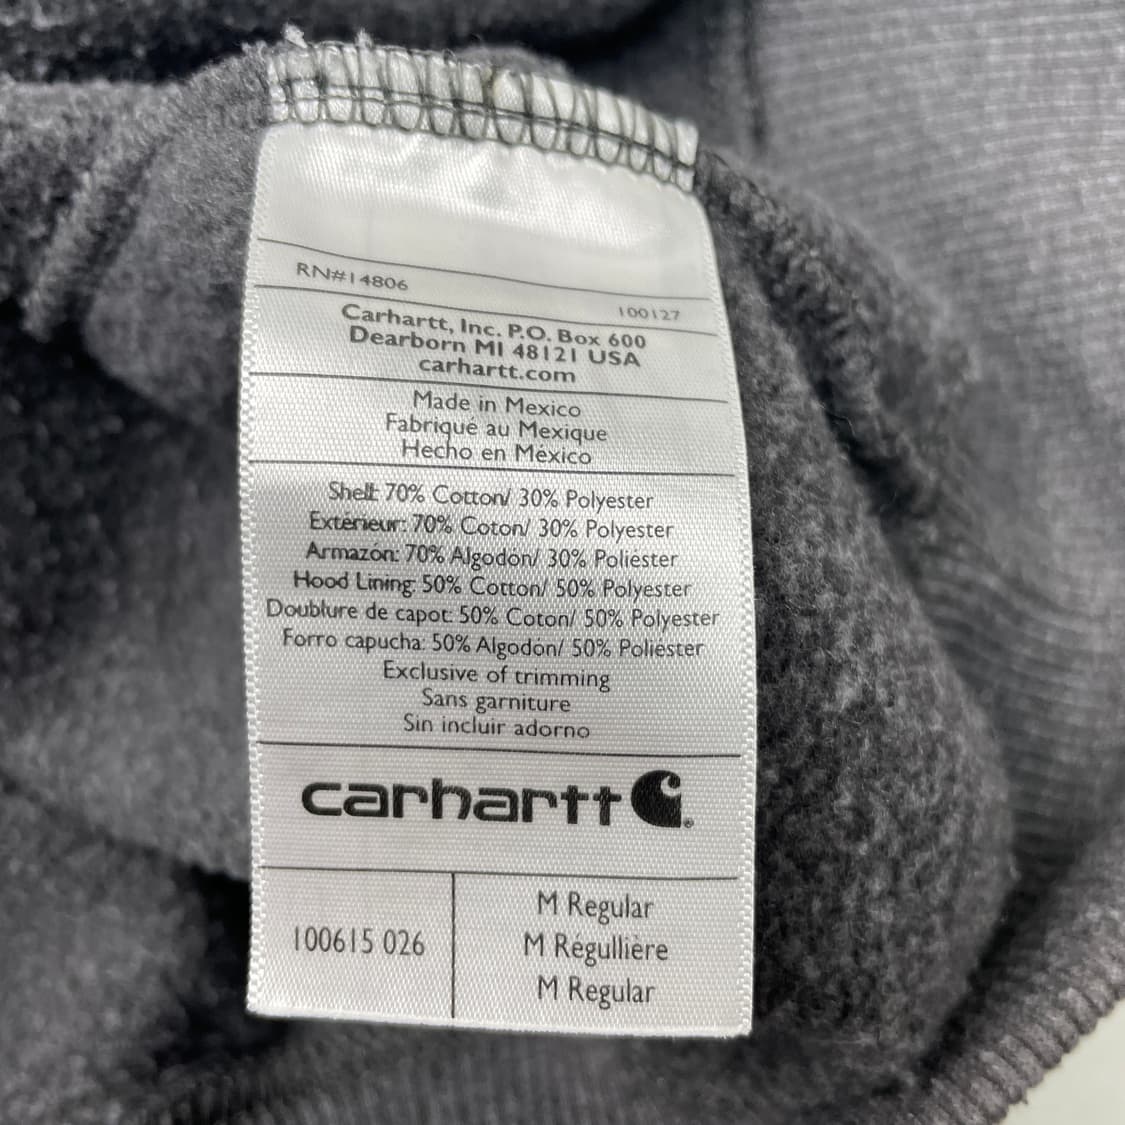 RN#14806
100127
Carhartt, Inc. P.O. Box 600
Dearborn MI 48121 USA
carhartt.com
Made in Mexico
Fabriqué au Mexique
Hecho en México
Shell: 70% Cotton/ 30% Polyester
Extérieur: 70% Coton/ 30% Polyester
Armazón: 70% Algodón/ 30% Poliéster
Hood Lining: 50% Cotton/ 50% Polyester
Doublure de capot: 50% Coton/ 50% Polyester
Forro capucha: 50% Algodón/ 50% Poliéster
Exclusive of trimming
Sans garniture
Sin incluir adorno
carhartt
100615 026
M Regular
M Régullière
M Regular